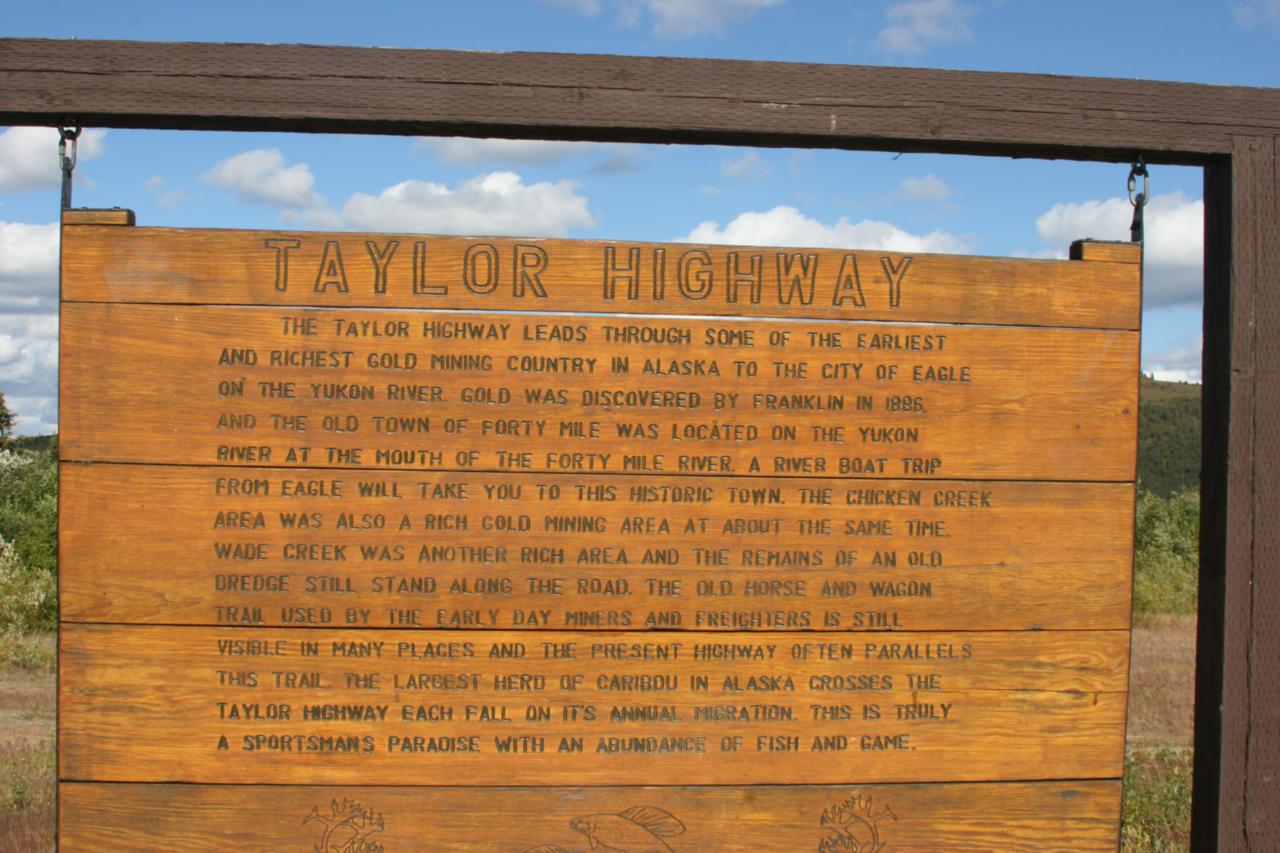 TAYLOR HIGHWAY
THE TAYLOR HIGHWAY LEADS THROUGH SOME OF THE EARLIEST
AND RICHEST GOLD MINING COUNTRY IN ALASKA TO THE CITY OF EAGLE
ON THE YUKON RIVER. GOLD WAS DISCOVERED BY FRANKLIN IN 1886,
AND THE OLD TOWN OF FORTY MILE WAS LOCATED ON THE YUKON
RIVER AT THE MOUTH OF THE FORTY MILE RIVER. A RIVER BOAT TRIP
FROM EAGLE WILL TAKE YOU TO THIS HISTORIC TOWN. THE CHICKEN CREEK
AREA WAS ALSO A RICH GOLD MINING AREA AT ABOUT THE SAME TIME.
WADE CREEK WAS ANOTHER RICH AREA AND THE REMAINS OF AN OLD
DREDGE STILL STAND ALONG THE ROAD. THE OLD HORSE AND WAGON
TRAIL USED BY THE EARLY DAY MINERS AND FREIGHTERS IS STILL
VISIBLE IN MANY PLACES AND THE PRESENT HIGHWAY OFTEN PARALLELS
THIS TRAIL. THE LARGEST HERD OF CARIBOU IN ALASKA CROSSES THE
TAYLOR HIGHWAY EACH FALL ON IT'S ANNUAL MIGRATION. THIS IS TRULY
A SPORTSMANS PARADISE WITH AN ABUNDANCE OF FISH AND GAME.